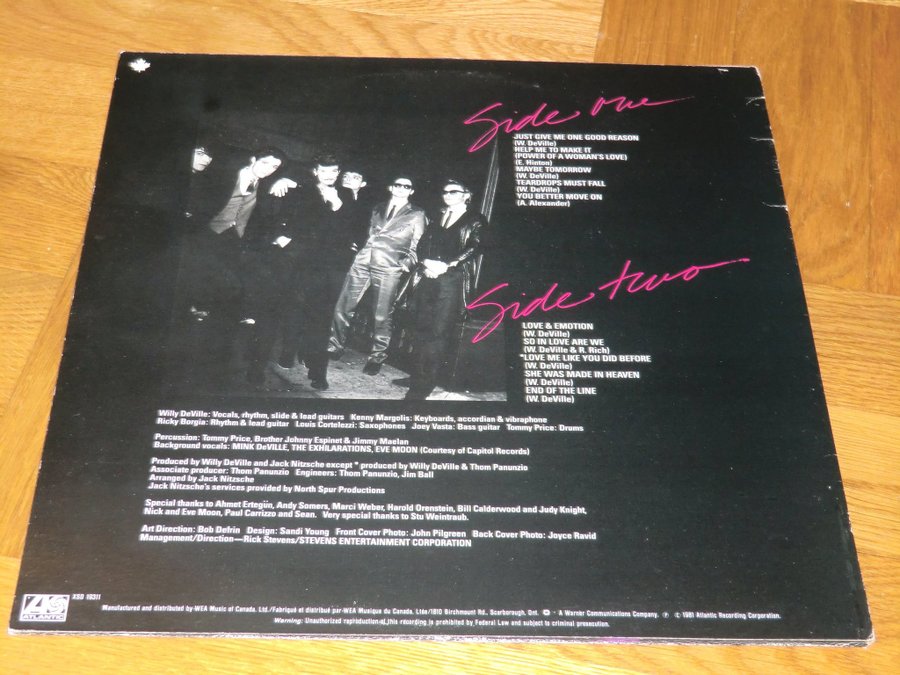 Side one
JUST GIVE ME ONE GOOD REASON
(W. DeVille)
HELP ME TO MAKE IT
(POWER OF A WOMAN'S LOVE)
(E. Hinton)
MAYBE TOMORROW
(W. DeVille)
TEARDROPS MUST FALL
(W. DeVille)
YOU BETTER MOVE ON
(A. Alexander)
Side two
LOVE & EMOTION
(W. DeVille)
SO IN LOVE ARE WE
(W. DeVille & R. Rich)
*LOVE ME LIKE YOU DID BEFORE
(W. DeVille)
SHE WAS MADE IN HEAVEN
(W. DeVille)
END OF THE LINE
(W. DeVille)
Willy DeVille: Vocals, rhythm, slide & lead guitars Kenny Margolis: Keyboards, accordian & vibraphone
Ricky Borgia: Rhythm & lead guitar Louis Cortelezzi: Saxophones Joey Vasta: Bass guitar Tommy Price: Drums
Percussion: Tommy Price, Brother Johnny Espinet & Jimmy Maelan
Background vocals: MINK DeVILLE, THE EXHILARATIONS, EVE MOON (Courtesy of Capitol Records)
Produced by Willy DeVille and Jack Nitzsche except * produced by Willy DeVille & Thom Panunzio
Associate producer: Thom Panunzio Engineers: Thom Panunzio, Jim Ball
Arranged by Jack Nitzsche
Jack Nitzsche's services provided by North Spur Productions
Special thanks to Ahmet Ertegün, Andy Somers, Marci Weber, Harold Orenstein, Bill Calderwood and Judy Knight,
Nick and Eve Moon, Paul Carrizzo and Sean. Very special thanks to Stu Weintraub.
Art Direction: Bob Defrin Design: Sandi Young Front Cover Photo: John Pilgreen Back Cover Photo: Joyce Ravid
Management/Direction—Rick Stevens/STEVENS ENTERTAINMENT CORPORATION
ATLANTIC
XSD 19311
Manufactured and distributed by WEA Music of Canada, Ltd./Fabriqué et distribué par WEA Musique du Canada, Ltée/1810 Birchmount Rd., Scarborough, Ont. - A Warner Communications Company. ℗ © 1981 Atlantic Recording Corporation.
Warning: Unauthorized reproduction of this recording is prohibited by Federal Law and subject to criminal prosecution.